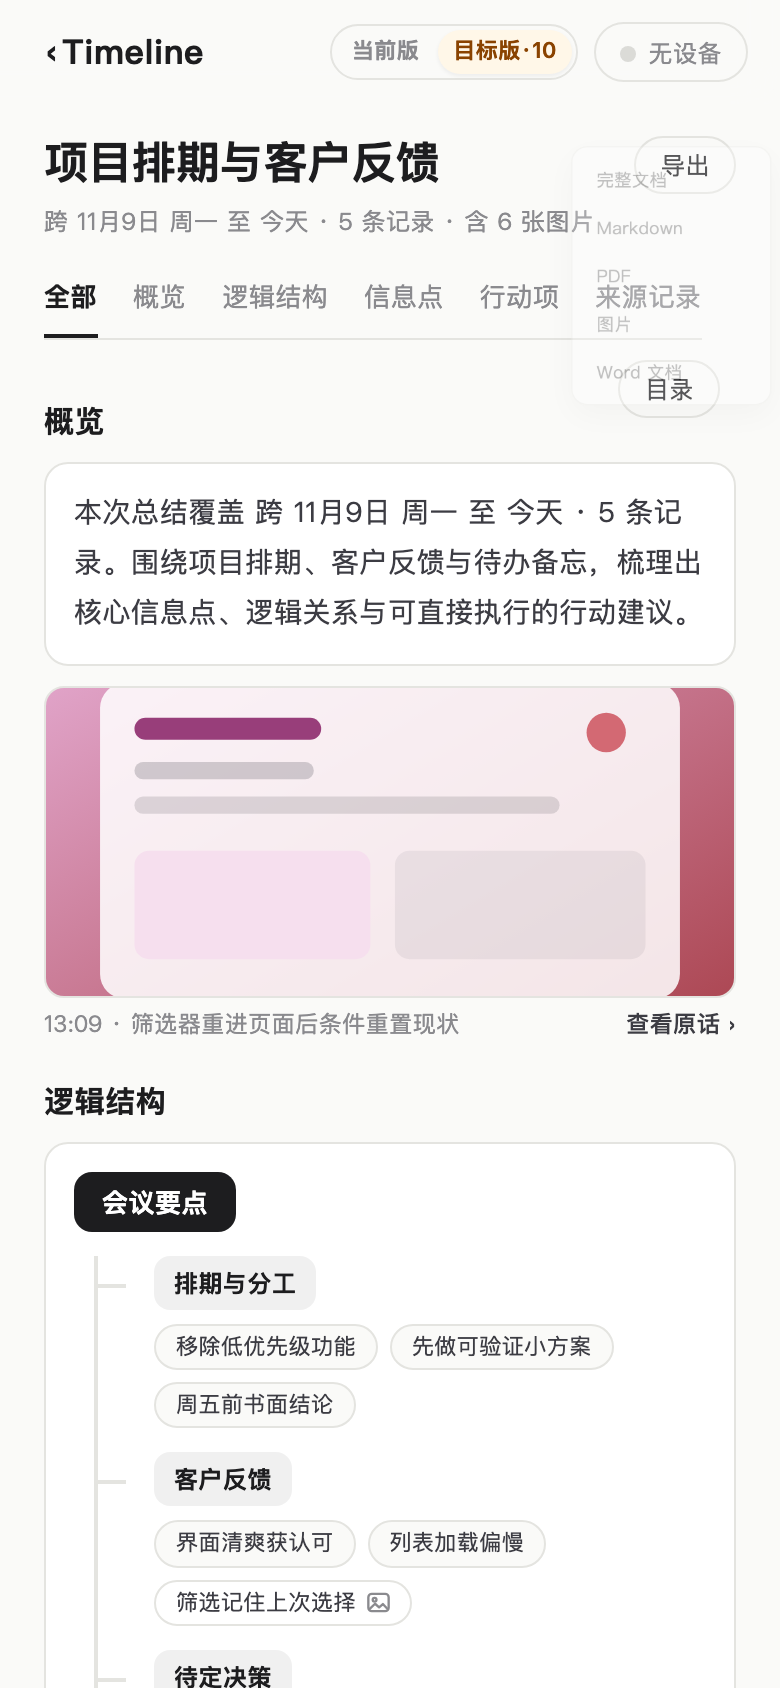 ‹ Timeline
当前版
目标版·10
无设备
项目排期与客户反馈
导出
跨 11月9日 周一 至 今天 · 5 条记录 · 含 6 张图片
完整文档
Markdown
PDF
图片
Word 文档
全部
概览
逻辑结构
信息点
行动项
来源记录
目录
概览
本次总结覆盖 跨 11月9日 周一 至 今天 · 5 条记
录。围绕项目排期、客户反馈与待办备忘，梳理出
核心信息点、逻辑关系与可直接执行的行动建议。
13:09 · 筛选器重进页面后条件重置现状
查看原话 ›
逻辑结构
会议要点
排期与分工
移除低优先级功能
先做可验证小方案
周五前书面结论
客户反馈
界面清爽获认可
列表加载偏慢
筛选记住上次选择
待定决策